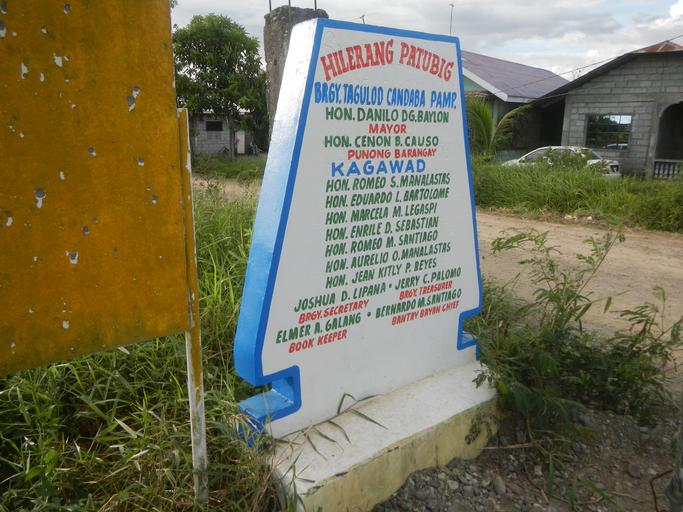 HILERANG PATUBIG
BRGY. TAGULOD CANDABA PAMP.
HON. DANILO DG. BAYLON
MAYOR
HON. CENON B. CAUSO
PUNONG BARANGAY
KAGAWAD
HON. ROMEO S. MANALASTAS
HON. EDUARDO L. BARTOLOME
HON. MARCELA M. LEGASPI
HON. ENRILE D. SEBASTIAN
HON. ROMEO M. SANTIAGO
HON. AURELIO O. MANALASTAS
HON. JEAN KITLY P. REYES
JOSHUA D. LIPANA • JERRY C. PALOMO
BRGY. SECRETARY BRGY. TREASURER
ELMER A. GALANG • BERNARDO M. SANTIAGO
BOOK KEEPER BANTAY BAYAN CHIEF